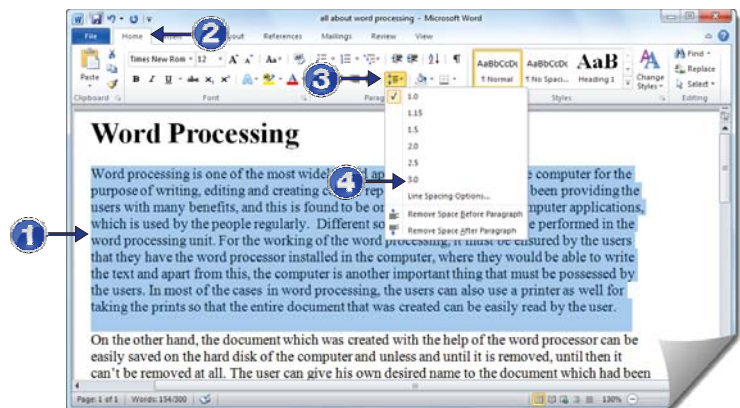 all about word processing - Microsoft Word
File Home 2 References Mailings Review View
Paste
Times New Rom 12 A A Aa
B I U abe x₂ x² A A
3
AaBbCcDc AaBbCcDc AaB
¶ Normal ¶ No Spaci... Heading 1
Change Styles
Find
Replace
Select
Clipboard Font Parag Styles Editing
1.0
1.15
1.5
2.0
2.5
4 3.0
Line Spacing Options...
Remove Space Before Paragraph
Remove Space After Paragraph
Word Processing
1
Word processing is one of the most widel e computer for the
purpose of writing, editing and creating been providing the
users with many benefits, and this is found to be or mputer applications,
which is used by the people regularly. Different so e performed in the
word processing unit. For the working of the word processing, it must be ensured by the users
that they have the word processor installed in the computer, where they would be able to write
the text and apart from this, the computer is another important thing that must be possessed by
the users. In most of the cases in word processing, the users can also use a printer as well for
taking the prints so that the entire document that was created can be easily read by the user.
On the other hand, the document which was created with the help of the word processor can be
easily saved on the hard disk of the computer and unless and until it is removed, until then it
can't be removed at all. The user can give his own desired name to the document which had been
Page: 1 of 1 Words: 154/300 130%